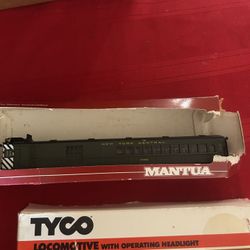 NEW YORK CENTRAL
MANTUA
TYCO
LOCOMOTIVE WITH OPERATING HEADLIGHT